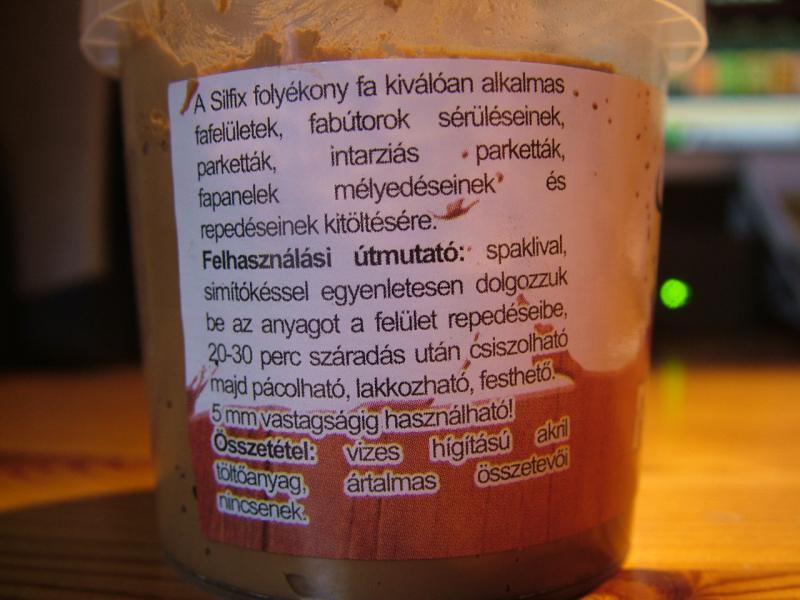 A Silfix folyékony fa kiválóan alkalmas
fafelületek, fabútorok sérüléseinek,
parketták, intarziás parketták,
fapanelek mélyedéseinek és
repedéseinek kitöltésére.
Felhasználási útmutató: spaklival,
simítókéssel egyenletesen dolgozzuk
be az anyagot a felület repedéseibe,
20-30 perc száradás után csiszolható
majd pácolható, lakkozható, festhető.
5 mm vastagságig használható!
Összetétel: vizes hígítású akril
töltőanyag, ártalmas összetevői
nincsenek.